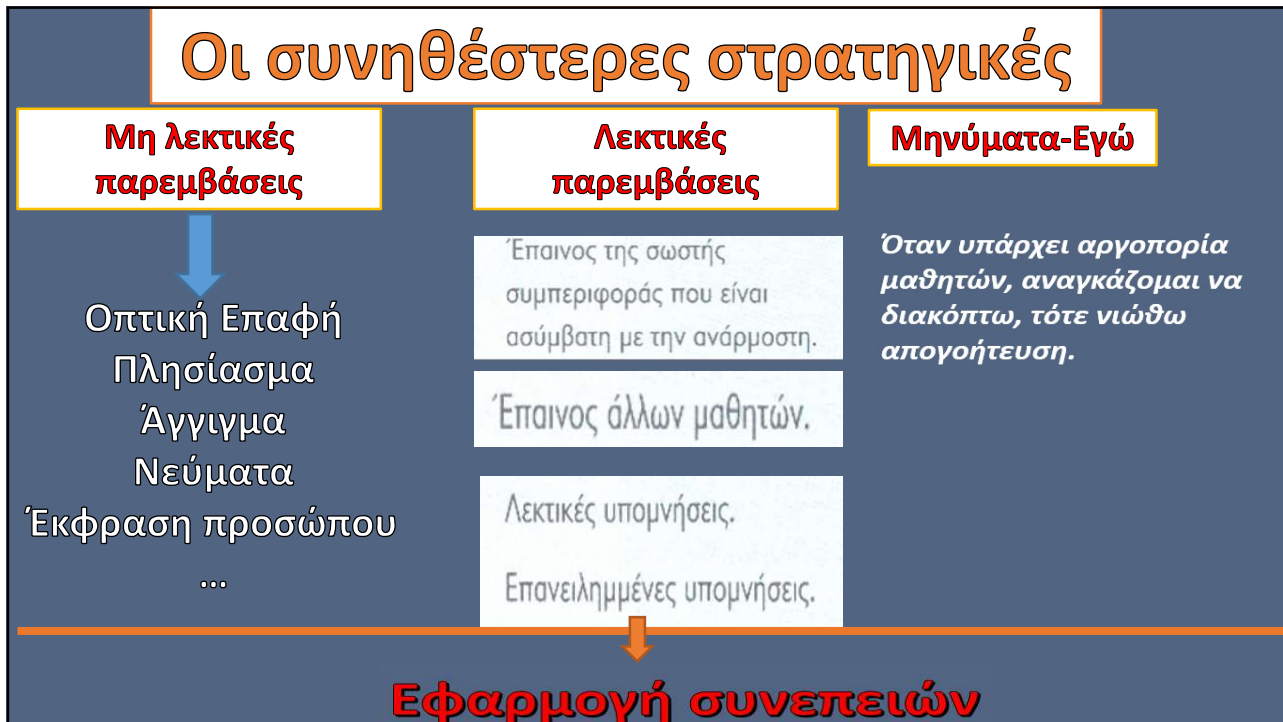 Οι συνηθέστερες στρατηγικές
Μη λεκτικές
παρεμβάσεις
Οπτική Επαφή
Πλησίασμα
Άγγιγμα
Νεύματα
Έκφραση προσώπου
...
Λεκτικές
παρεμβάσεις
Έπαινος της σωστής
συμπεριφοράς που είναι
ασύμβατη με την ανάρμοστη.
Έπαινος άλλων μαθητών.
Λεκτικές υπομνήσεις.
Επανειλημμένες υπομνήσεις.
Μηνύματα-Εγώ
Όταν υπάρχει αργοπορία
μαθητών, αναγκάζομαι να
διακόπτω, τότε νιώθω
απογοήτευση.
Εφαρμογή συνεπειών